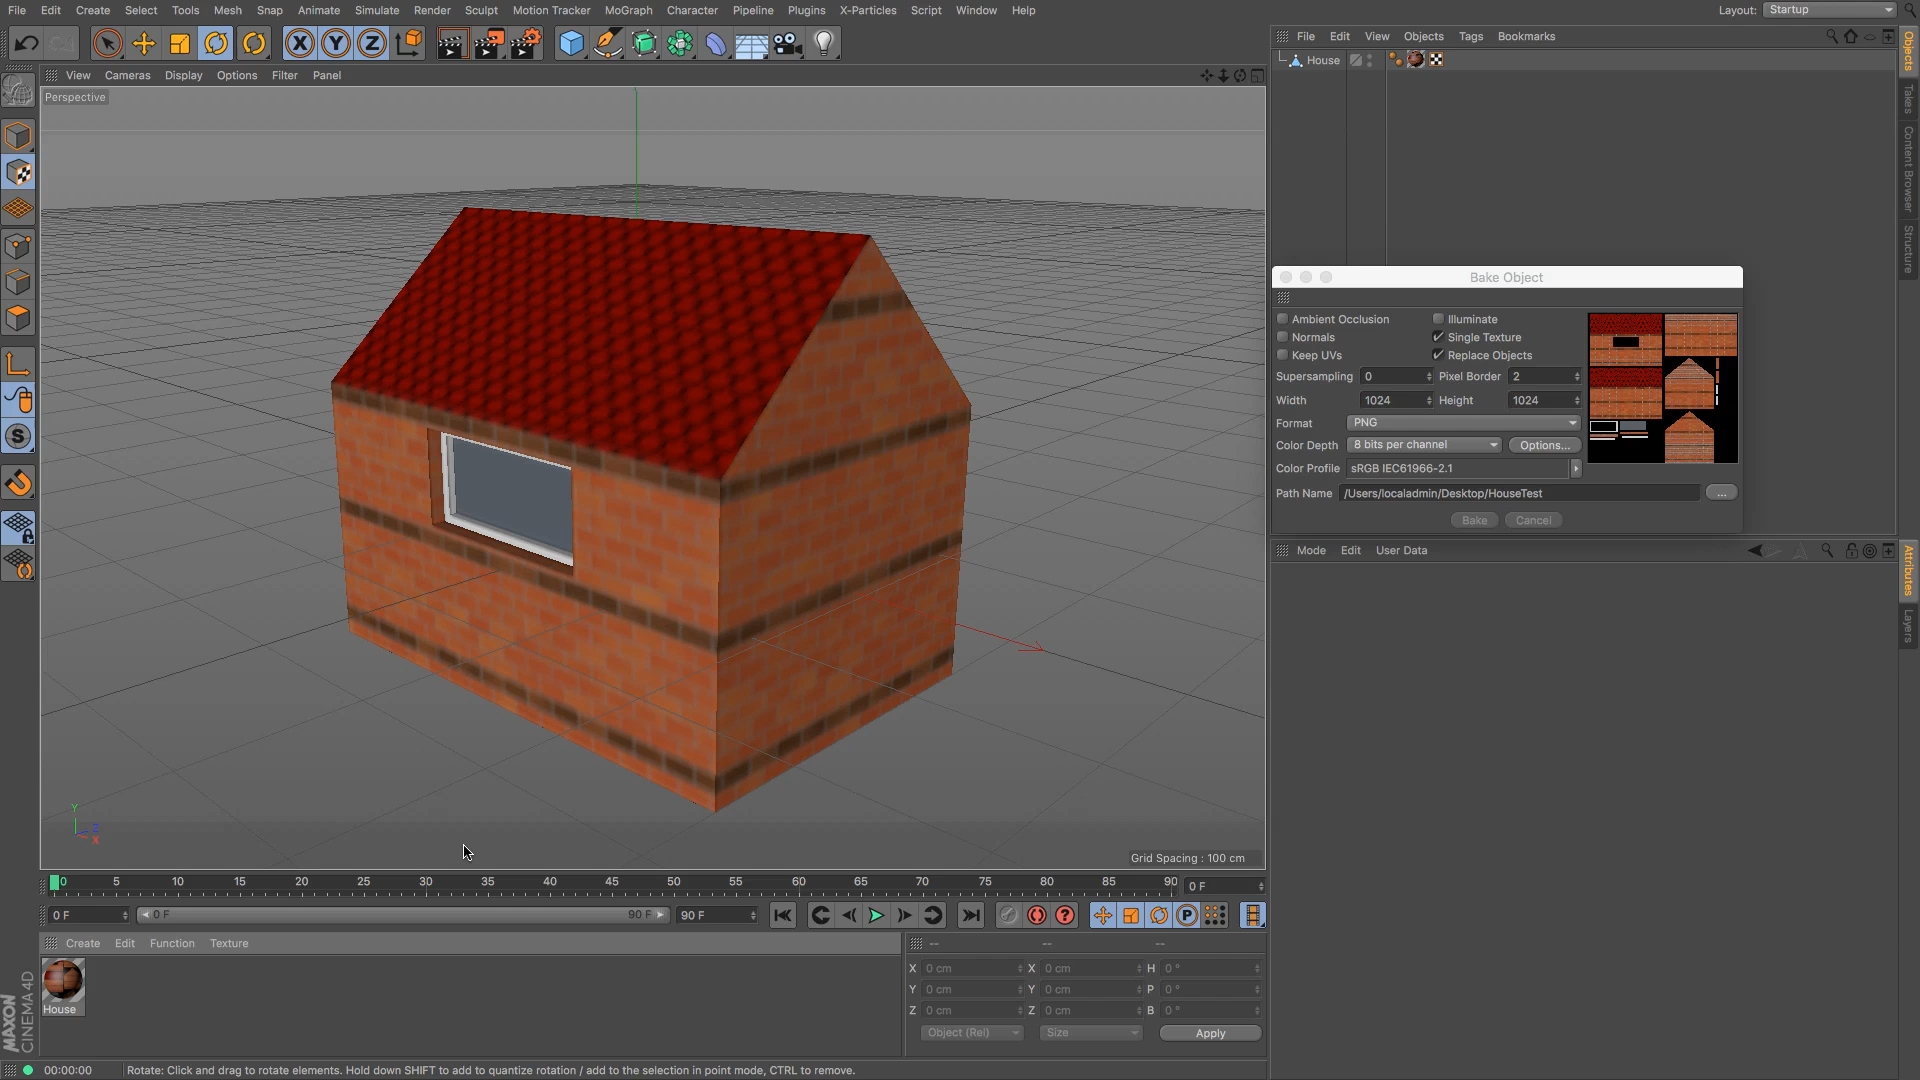 File Edit Create Select Tools Mesh Snap Animate Simulate Render Sculpt Motion Tracker MoGraph Character Pipeline Plugins X-Particles Script Window Help Layout: Startup
X Y Z File Edit View Objects Tags Bookmarks
View Cameras Display Options Filter Panel
House
Perspective
Objects
Takes
Content Browser
Structure
Bake Object
Ambient Occlusion Illuminate
Normals Single Texture
Keep UVs Replace Objects
Supersampling 0 Pixel Border 2
Width 1024 Height 1024
Format PNG
Color Depth 8 bits per channel Options...
Color Profile sRGB IEC61966-2.1
Path Name /Users/localadmin/Desktop/HouseTest ...
Bake Cancel
Mode Edit User Data
Attributes
Layers
S
Y
Z
X
Grid Spacing : 100 cm
0 5 10 15 20 25 30 35 40 45 50 55 60 65 70 75 80 85 90 0 F
0 F 0 F 90 F 90 F ? P
Create Edit Function Texture -- -- --
X 0 cm X 0 cm H 0 °
Y 0 cm Y 0 cm P 0 °
Z 0 cm Z 0 cm B 0 °
House
Object (Rel) Size Apply
MAXON
CINEMA 4D
00:00:00 Rotate: Click and drag to rotate elements. Hold down SHIFT to add to quantize rotation / add to the selection in point mode, CTRL to remove.